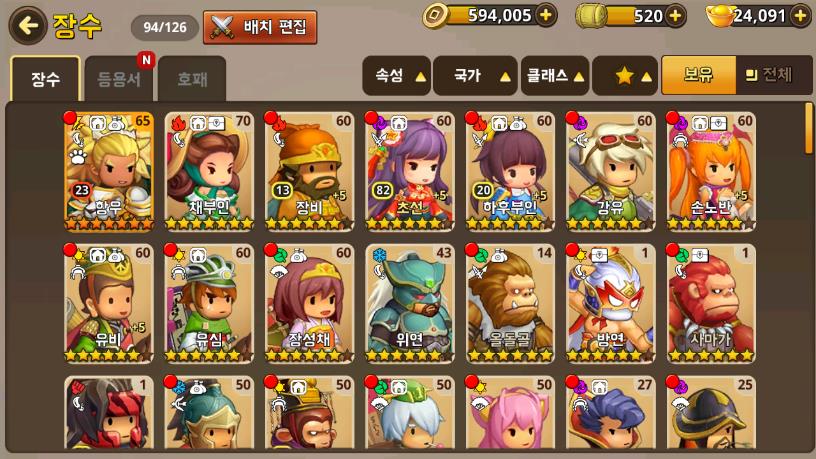 장수
94/126
배치 편집
594,005
520
24,091
장수
등용서
N
호패
속성
국가
클래스
보유
전체
65
23
항우
70
채부인
60
13
+5
장비
60
82
+5
초선
60
20
+5
하후부인
60
강유
60
+5
손노반
60
+5
유비
60
유심
60
장성채
43
위연
14
올돌골
1
방연
1
사마가
1
50
50
50
50
27
25